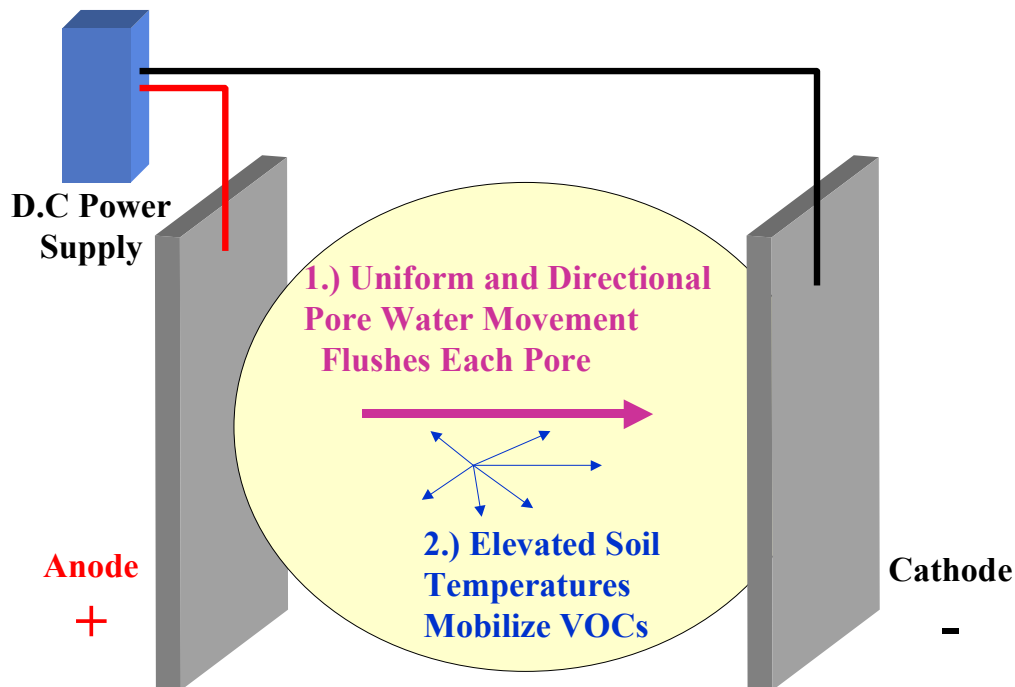 D.C Power
Supply
1.) Uniform and Directional
Pore Water Movement
Flushes Each Pore
2.) Elevated Soil
Temperatures
Mobilize VOCs
Anode
+
Cathode
-